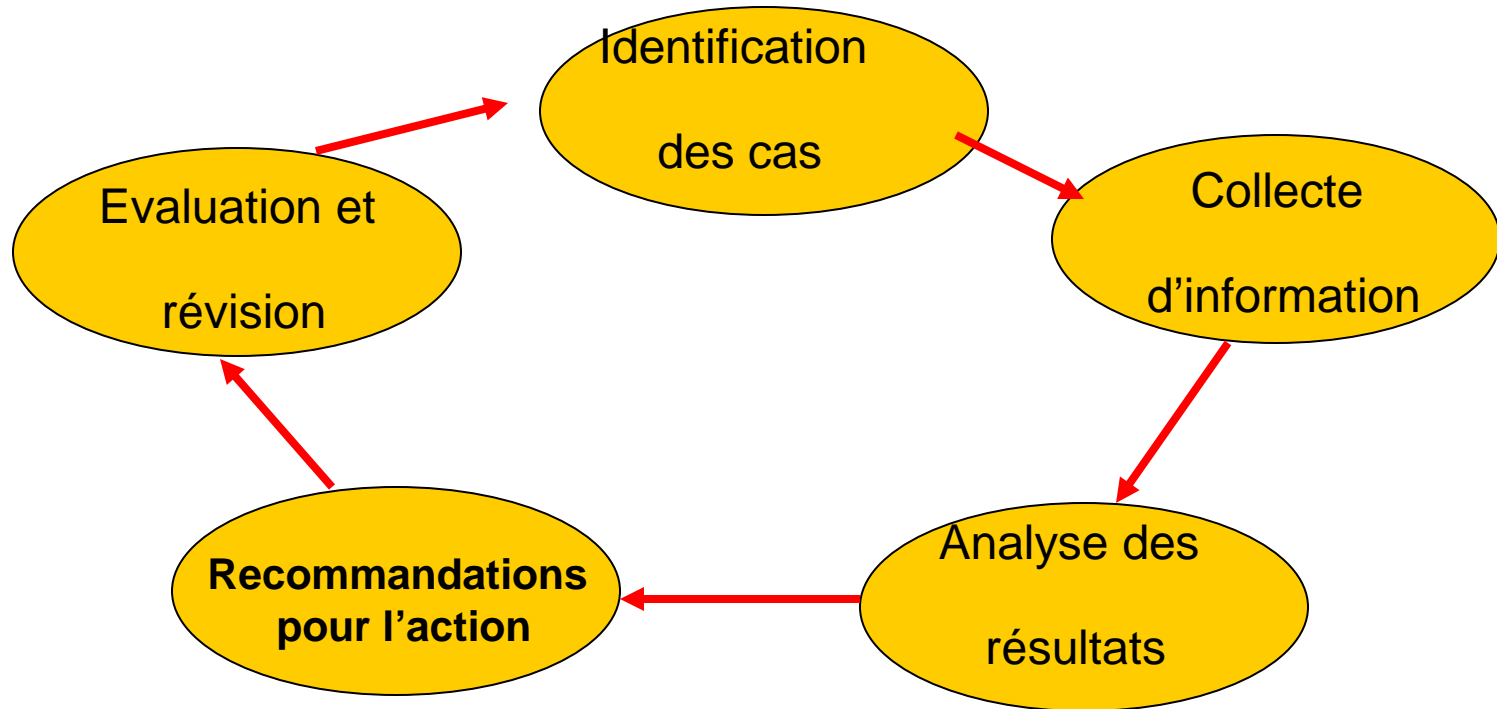 Identification
des cas
Collecte
d’information
Analyse des
résultats
Recommandations
pour l’action
Evaluation et
révision